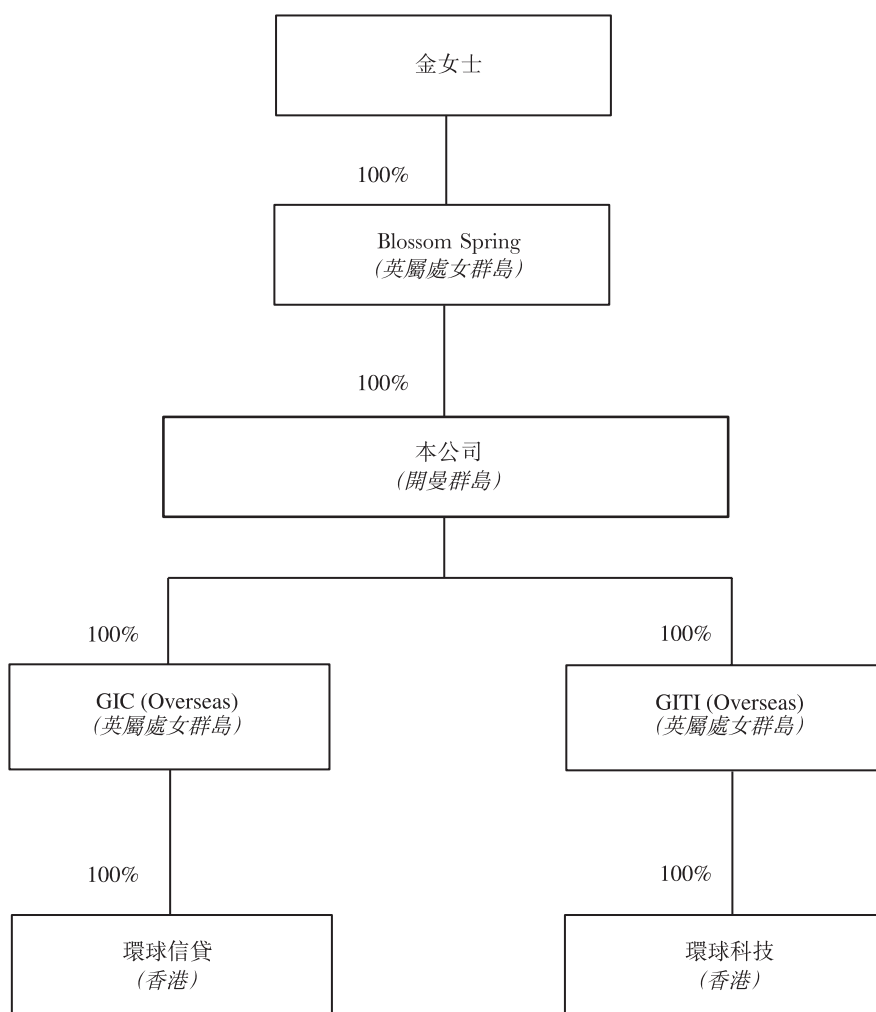 金女士
100%
Blossom Spring
(英屬處女群島)
100%
本公司
(開曼群島)
100%
100%
GIC (Overseas)
(英屬處女群島)
GITI (Overseas)
(英屬處女群島)
100%
100%
環球信貸
(香港)
環球科技
(香港)